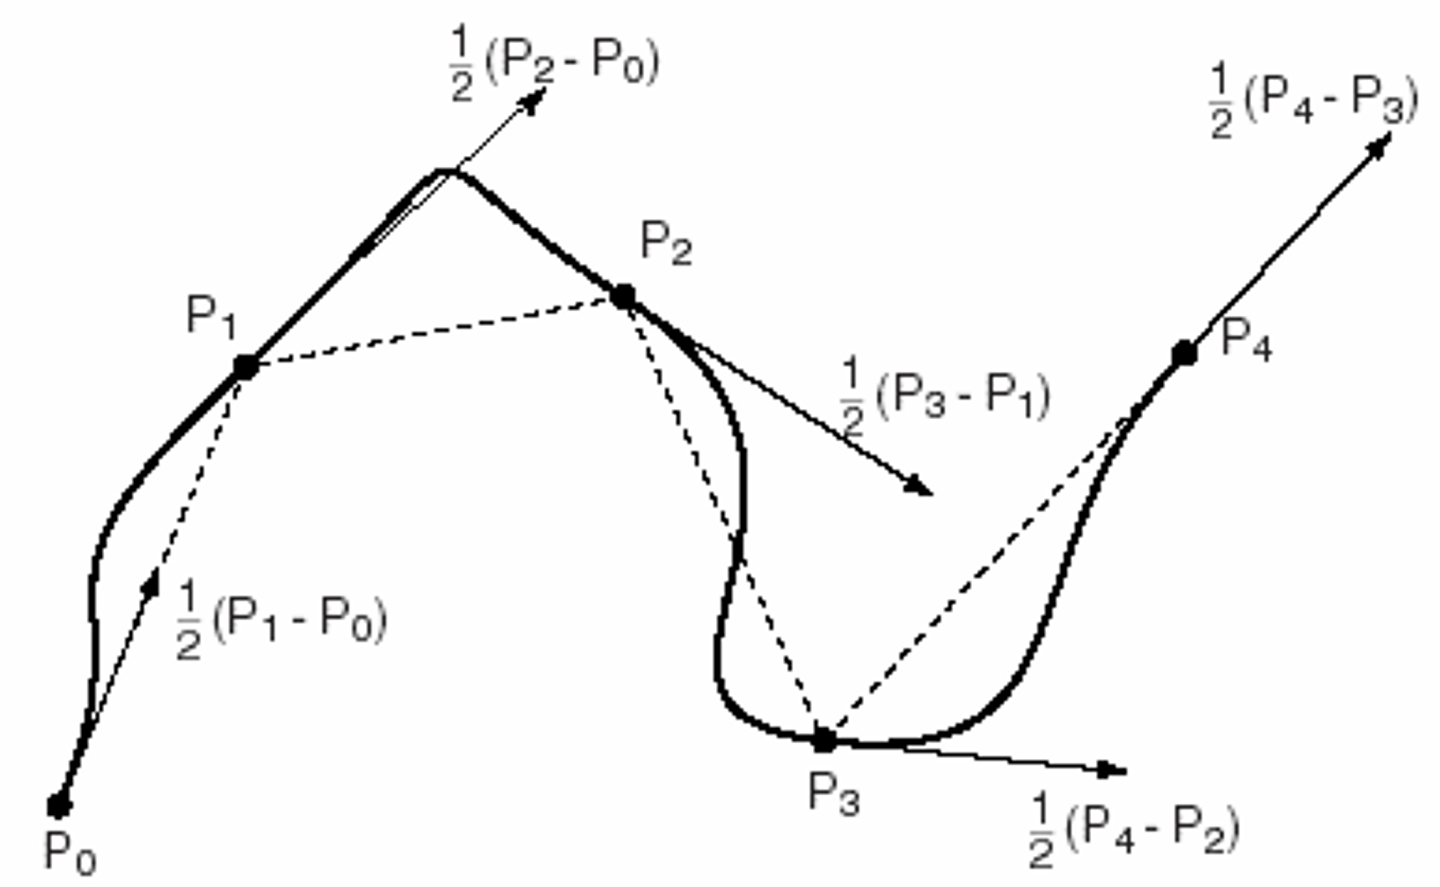 ½(P₂ - P₀)
½(P₄ - P₃)
P₂
P₁
P₄
½(P₃ - P₁)
½(P₁ - P₀)
P₃
½(P₄ - P₂)
P₀